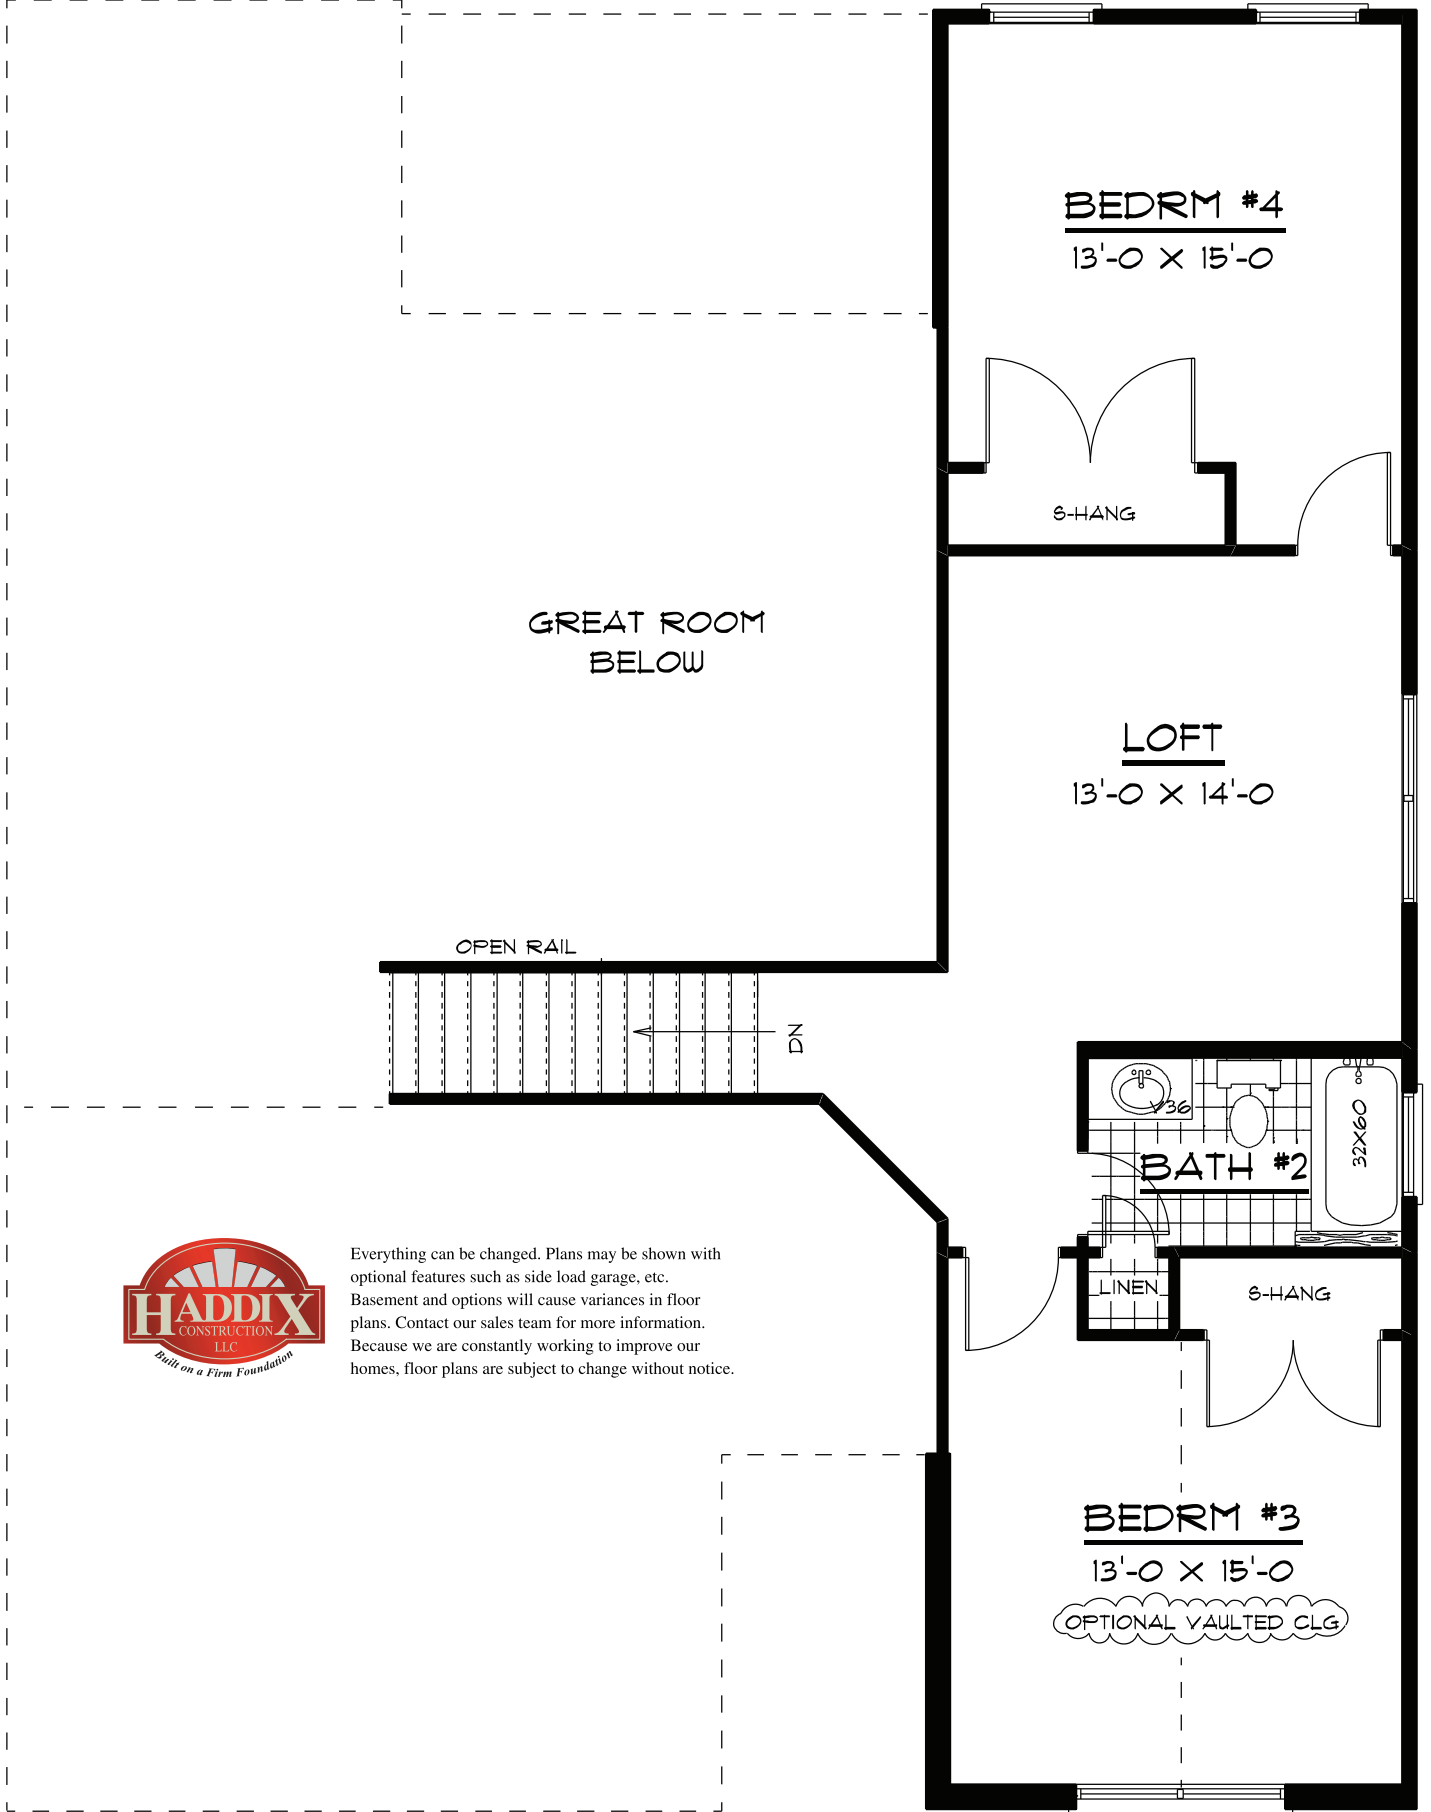 BEDRM #4
13'-0 X 15'-0
S-HANG
GREAT ROOM
BELOW
LOFT
13'-0 X 14'-0
OPEN RAIL
DN
V36
32X60
BATH #2
LINEN
S-HANG
HADDIX
CONSTRUCTION
LLC
Built on a Firm Foundation
Everything can be changed. Plans may be shown with
optional features such as side load garage, etc.
Basement and options will cause variances in floor
plans. Contact our sales team for more information.
Because we are constantly working to improve our
homes, floor plans are subject to change without notice.
BEDRM #3
13'-0 X 15'-0
OPTIONAL VAULTED CLG